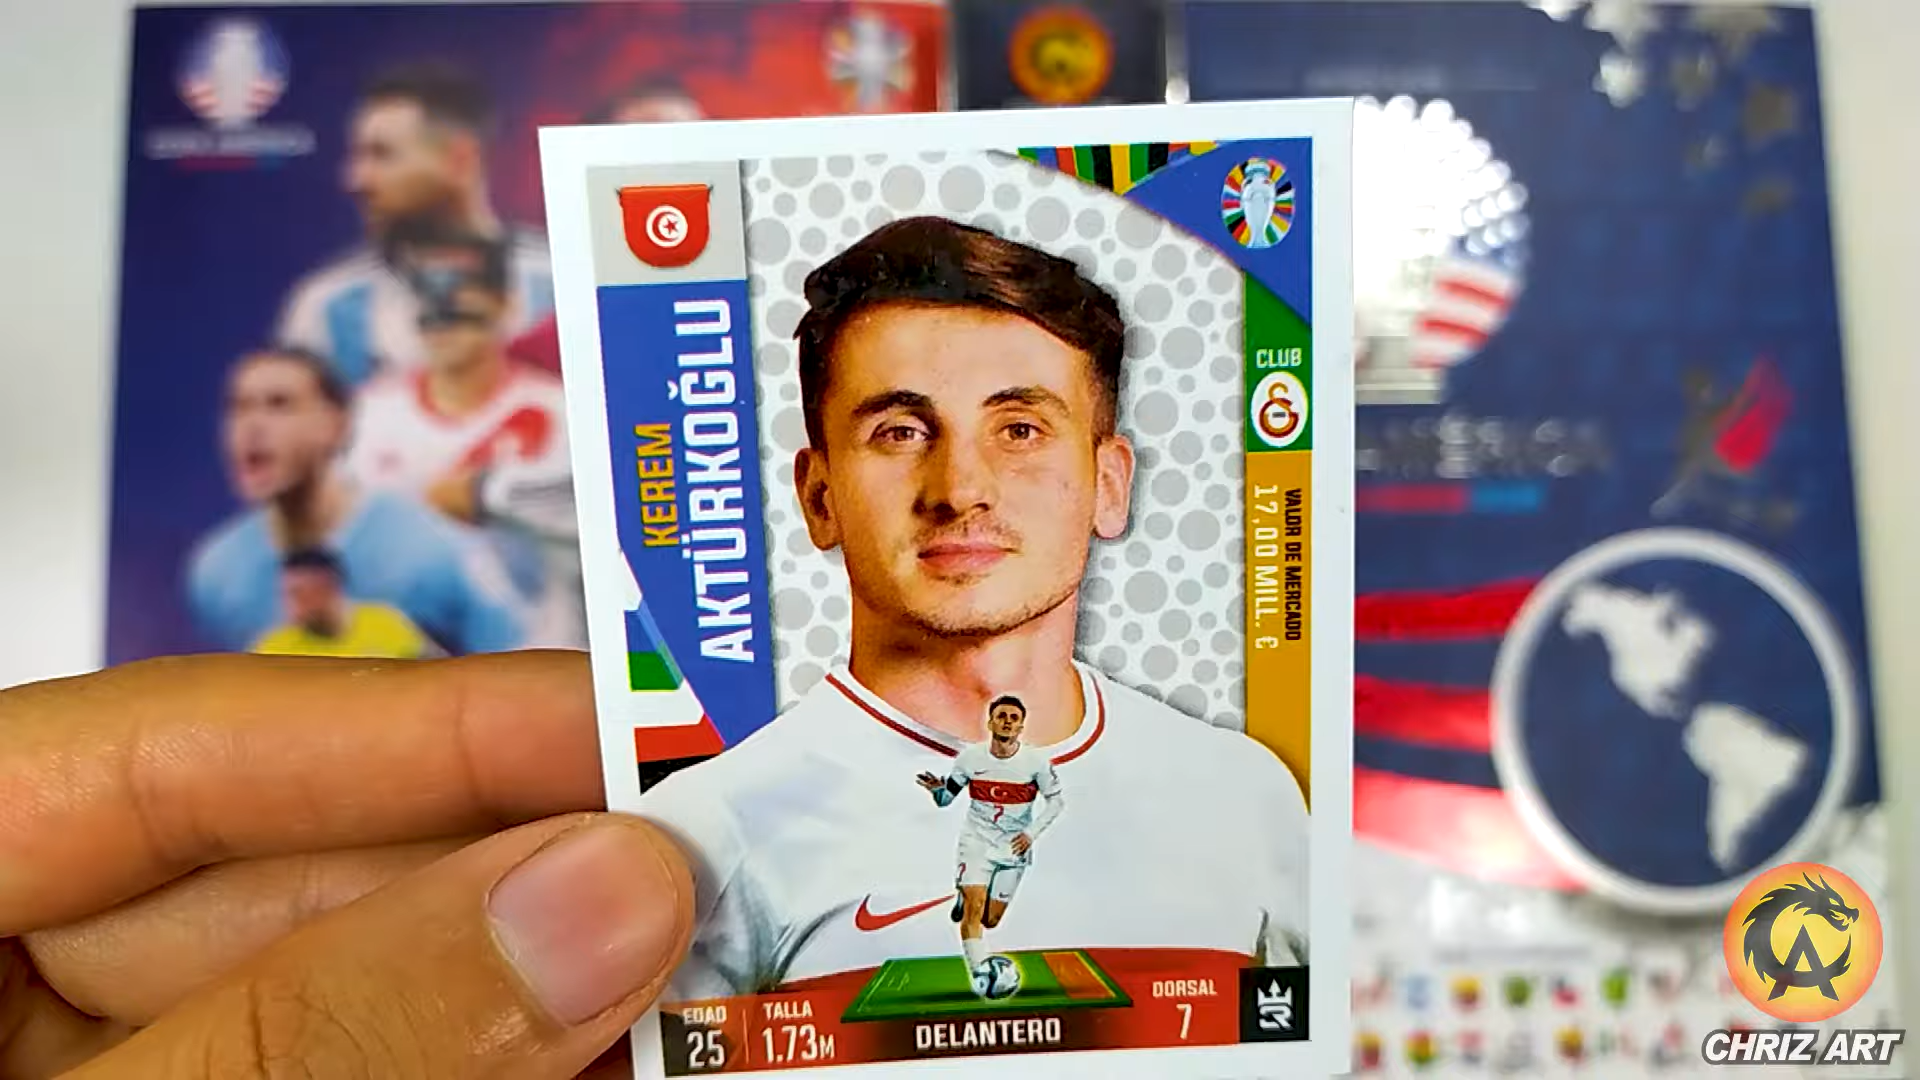 KEREM
AKTÜRKOĞLU
CLUB
VALOR DE MERCADO
17,00 MILL. €
7
EDAD
25
TALLA
1.73M
DELANTERO
DORSAL
7
CHRIZ ART